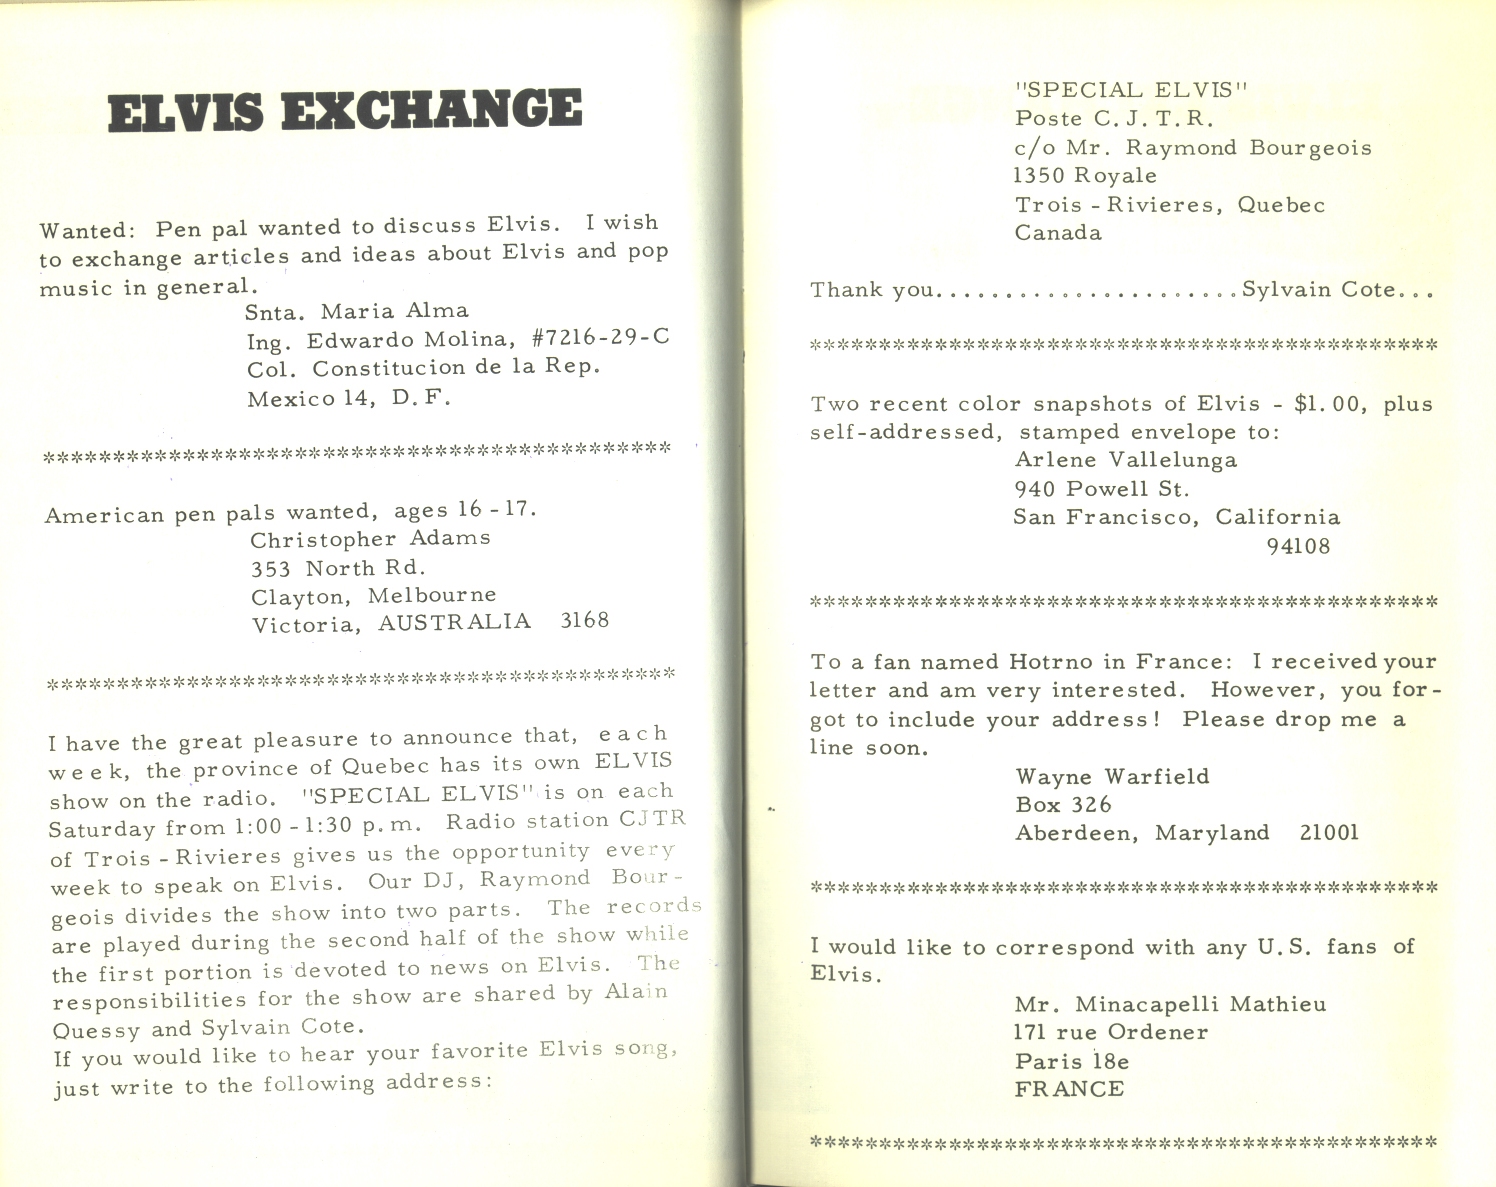 ELVIS EXCHANGE
Wanted: Pen pal wanted to discuss Elvis. I wish
to exchange articles and ideas about Elvis and pop
music in general.
Snta. Maria Alma
Ing. Edwardo Molina, #7216-29-C
Col. Constitucion de la Rep.
Mexico 14, D.F.
*********************************************
American pen pals wanted, ages 16-17.
Christopher Adams
353 North Rd.
Clayton, Melbourne
Victoria, AUSTRALIA 3168
*********************************************
I have the great pleasure to announce that, each
week, the province of Quebec has its own ELVIS
show on the radio. "SPECIAL ELVIS" is on each
Saturday from 1:00-1:30 p.m. Radio station CJTR
of Trois-Rivieres gives us the opportunity every
week to speak on Elvis. Our DJ, Raymond Bour-
geois divides the show into two parts. The records
are played during the second half of the show while
the first portion is devoted to news on Elvis. The
responsibilities for the show are shared by Alain
Quessy and Sylvain Cote.
If you would like to hear your favorite Elvis song,
just write to the following address:
"SPECIAL ELVIS"
Poste C.J.T.R.
c/o Mr. Raymond Bourgeois
1350 Royale
Trois-Rivieres, Quebec
Canada
Thank you......................Sylvain Cote...
*********************************************
Two recent color snapshots of Elvis - $1.00, plus
self-addressed, stamped envelope to:
Arlene Vallelunga
940 Powell St.
San Francisco, California
94108
*********************************************
To a fan named Hotrno in France: I received your
letter and am very interested. However, you for-
got to include your address! Please drop me a
line soon.
Wayne Warfield
Box 326
Aberdeen, Maryland 21001
*********************************************
I would like to correspond with any U.S. fans of
Elvis.
Mr. Minacapelli Mathieu
171 rue Ordener
Paris 18e
FRANCE
*********************************************